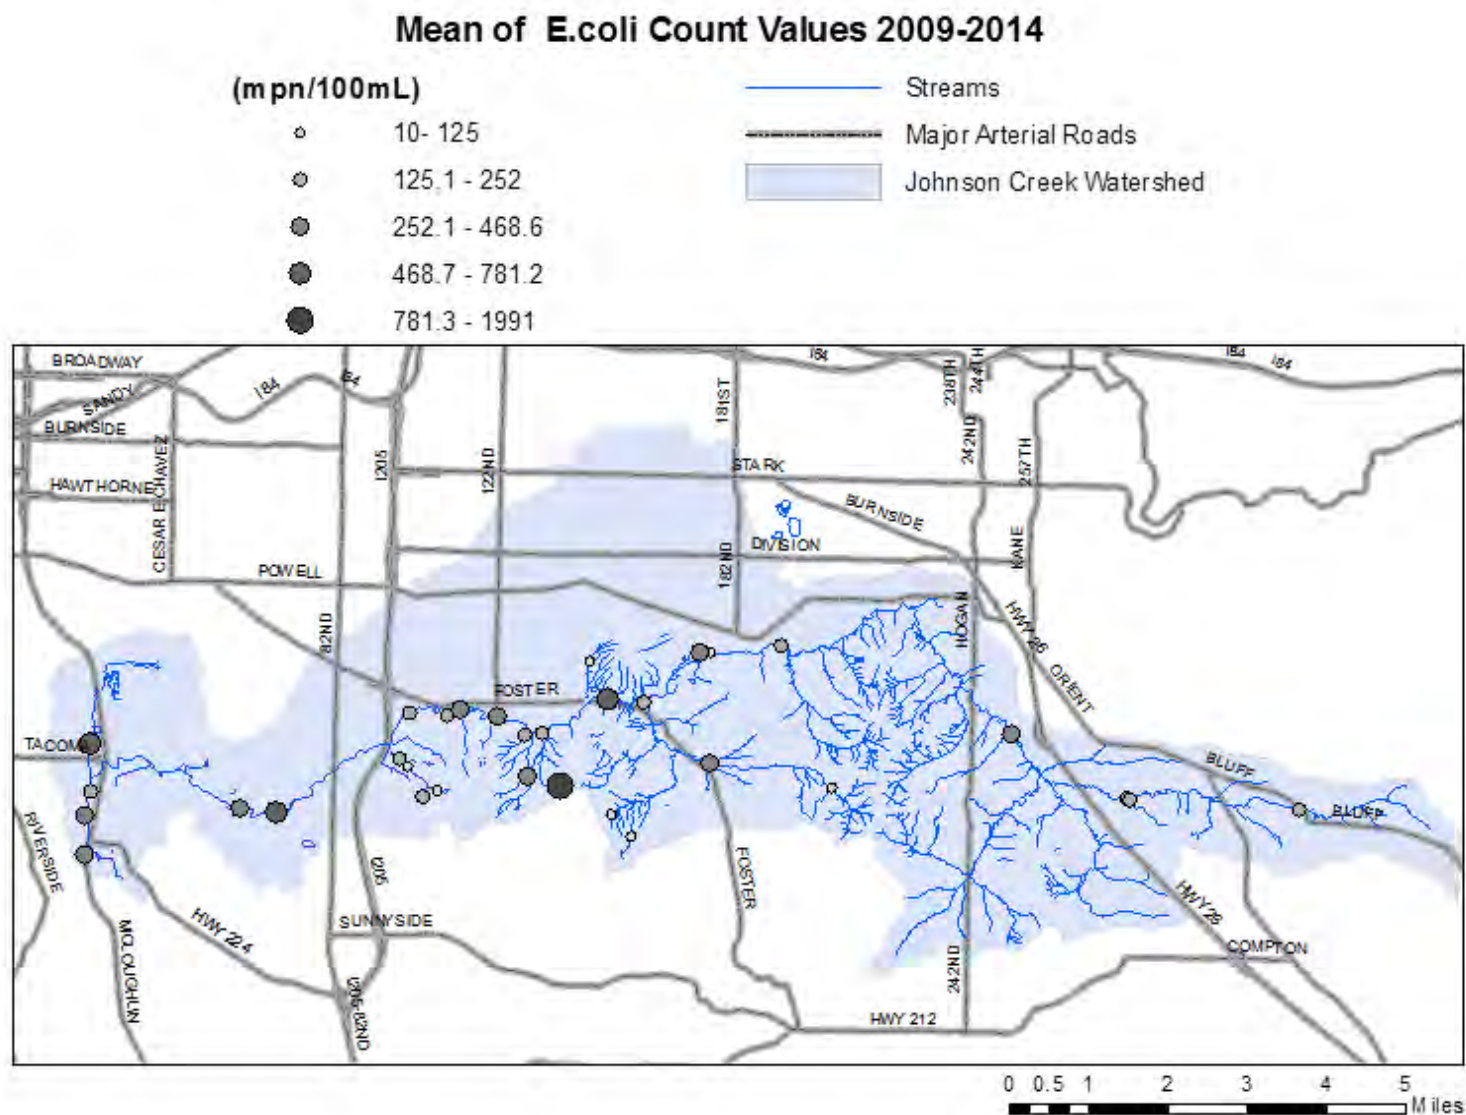 Mean of E.coli Count Values 2009-2014
(mpn/100mL)
10- 125
125.1 - 252
252.1 - 468.6
468.7 - 781.2
781.3 - 1991
Streams
Major Arterial Roads
Johnson Creek Watershed
BROADWAY
SANDY
I84
I84
I84
I84
I84
BURNSIDE
HAWTHORNE
CESAR E CHAVEZ
I205
122ND
181ST
238TH
244TH
242ND
257TH
STARK
BURNSIDE
DIVISION
182ND
KANE
POWELL
82ND
HOGAN
HWY 26
ORIENT
FOSTER
TACOM
BLUFF
BLUFF
RIVERSIDE
I205
FOSTER
HWY 224
SUNNYSIDE
MCLOUGHLIN
HWY 26
COMPTON
242ND
I205-82ND
HWY 212
0 0.5 1 2 3 4 5
Miles